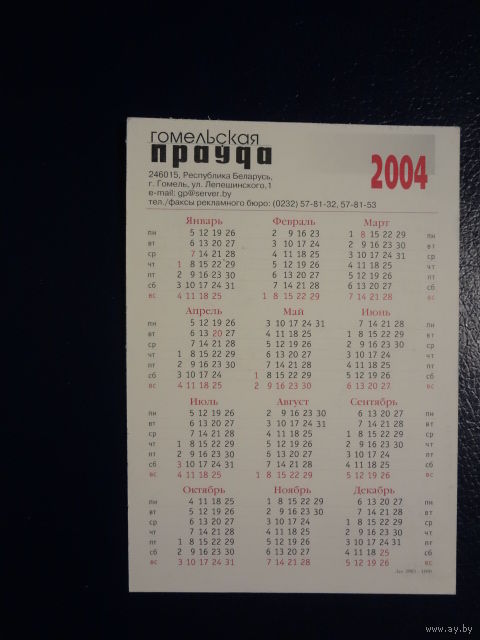 гомельская
прауда
2004
246015, Республика Беларусь,
г. Гомель, ул. Лепешинского,1
e-mail: gp@server.by
тел./факсы рекламного бюро: (0232) 57-81-32, 57-81-53
Январь Февраль Март
пн 5 12 19 26 2 9 16 23 1 8 15 22 29 пн
вт 6 13 20 27 3 10 17 24 2 9 16 23 30 вт
ср 7 14 21 28 4 11 18 25 3 10 17 24 31 ср
чт 1 8 15 22 29 5 12 19 26 4 11 18 25 чт
пт 2 9 16 23 30 6 13 20 27 5 12 19 26 пт
сб 3 10 17 24 31 7 14 21 28 6 13 20 27 сб
вс 4 11 18 25 1 8 15 22 29 7 14 21 28 вс
Апрель Май Июнь
пн 5 12 19 26 3 10 17 24 31 7 14 21 28 пн
вт 6 13 20 27 4 11 18 25 1 8 15 22 29 вт
ср 7 14 21 28 5 12 19 26 2 9 16 23 30 ср
чт 1 8 15 22 29 6 13 20 27 3 10 17 24 чт
пт 2 9 16 23 30 7 14 21 28 4 11 18 25 пт
сб 3 10 17 24 1 8 15 22 29 5 12 19 26 сб
вс 4 11 18 25 2 9 16 23 30 6 13 20 27 вс
Июль Август Сентябрь
пн 5 12 19 26 2 9 16 23 30 6 13 20 27 пн
вт 6 13 20 27 3 10 17 24 31 7 14 21 28 вт
ср 7 14 21 28 4 11 18 25 1 8 15 22 29 ср
чт 1 8 15 22 29 5 12 19 26 2 9 16 23 30 чт
пт 2 9 16 23 30 6 13 20 27 3 10 17 24 пт
сб 3 10 17 24 31 7 14 21 28 4 11 18 25 сб
вс 4 11 18 25 1 8 15 22 29 5 12 19 26 вс
Октябрь Ноябрь Декабрь
пн 4 11 18 25 1 8 15 22 29 6 13 20 27 пн
вт 5 12 19 26 2 9 16 23 30 7 14 21 28 вт
ср 6 13 20 27 3 10 17 24 1 8 15 22 29 ср
чт 7 14 21 28 4 11 18 25 2 9 16 23 30 чт
пт 1 8 15 22 29 5 12 19 26 3 10 17 24 31 пт
сб 2 9 16 23 30 6 13 20 27 4 11 18 25 сб
вс 3 10 17 24 31 7 14 21 28 5 12 19 26 вс
www.ay.by